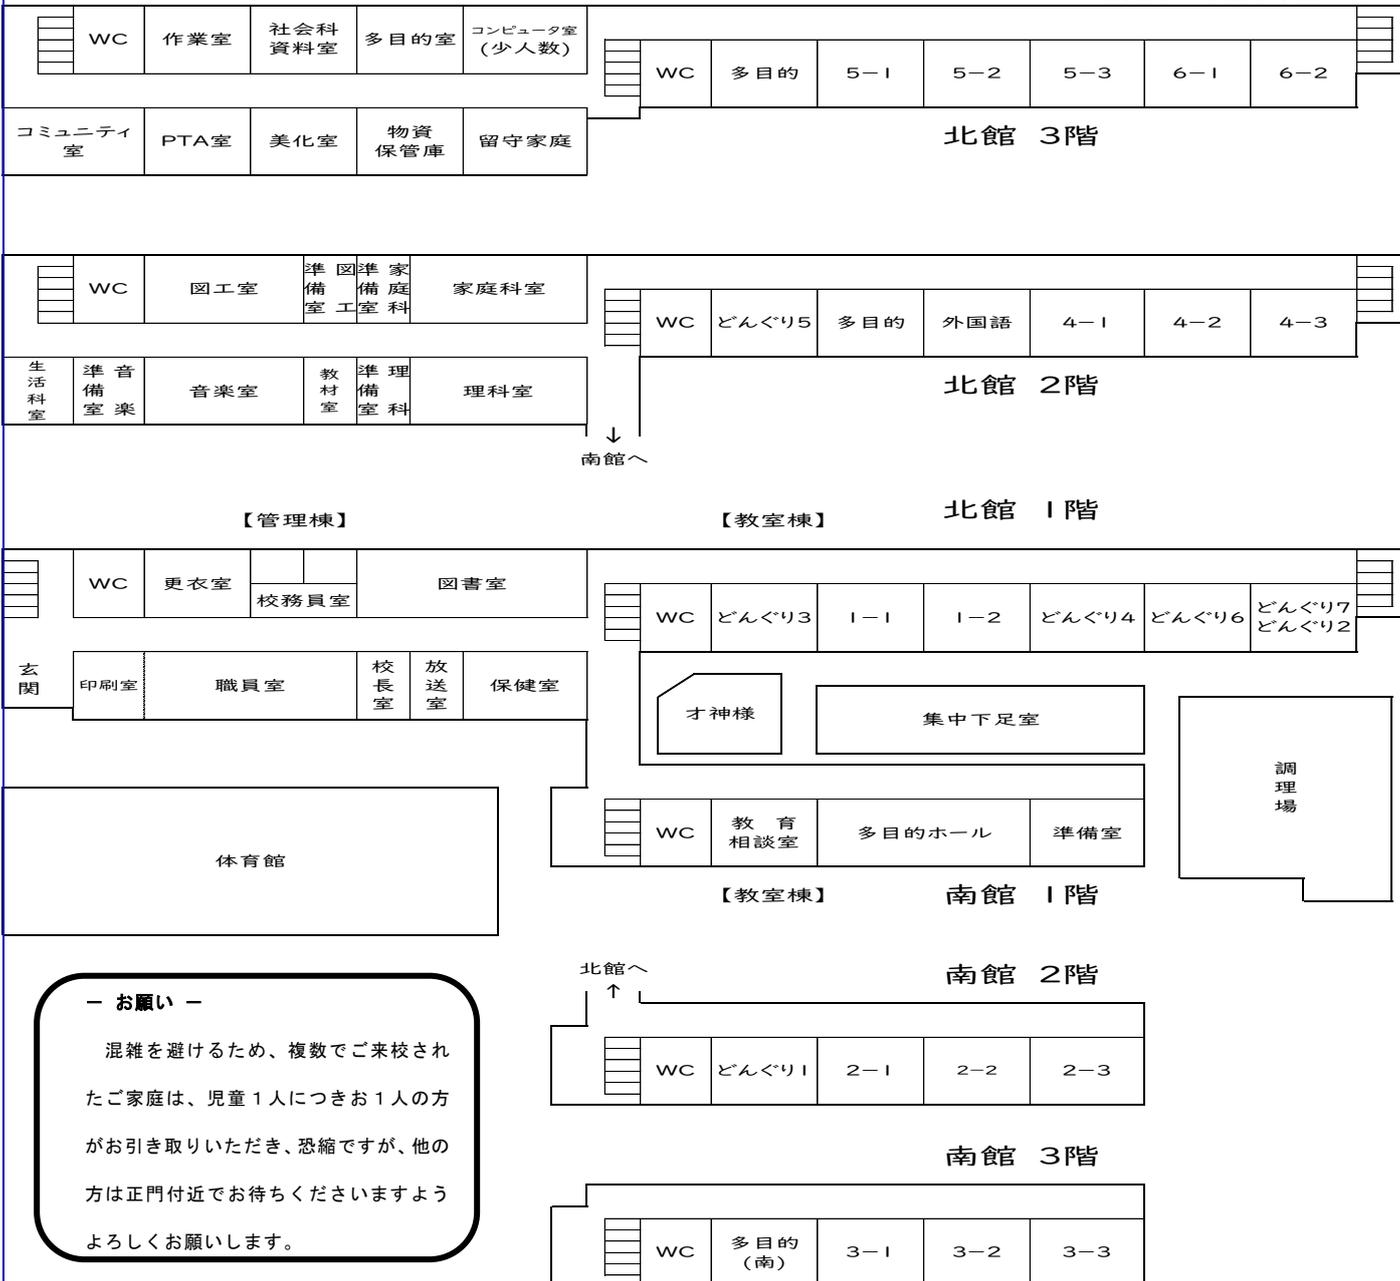 WC
作業室
社会科
資料室
多目的室
コンピュータ室
(少人数)
WC
多目的
5－1
5－2
5－3
6－1
6－2
コミュニティ
室
PTA室
美化室
物資
保管庫
留守家庭
北館 3階
WC
図工室
図工
準備室
家庭科
準備室
家庭科室
WC
どんぐり5
多目的
外国語
4－1
4－2
4－3
生活科室
音楽
準備室
音楽室
教材室
理科
準備室
理科室
北館 2階
↓
南館へ
【管理棟】
【教室棟】
北館 1階
WC
更衣室
校務員室
図書室
WC
どんぐり3
1－1
1－2
どんぐり4
どんぐり6
どんぐり7
どんぐり2
玄関
印刷室
職員室
校長室
放送室
保健室
才神様
集中下足室
調理場
体育館
WC
教 育
相談室
多目的ホール
準備室
【教室棟】
南館 1階
北館へ
↑
南館 2階
WC
どんぐり1
2－1
2－2
2－3
南館 3階
WC
多目的
(南)
3－1
3－2
3－3
－ お願い －
混雑を避けるため、複数でご来校され
たご家庭は、児童１人につきお１人の方
がお引き取りいただき、恐縮ですが、他の
方は正門付近でお待ちくださいますよう
よろしくお願いします。